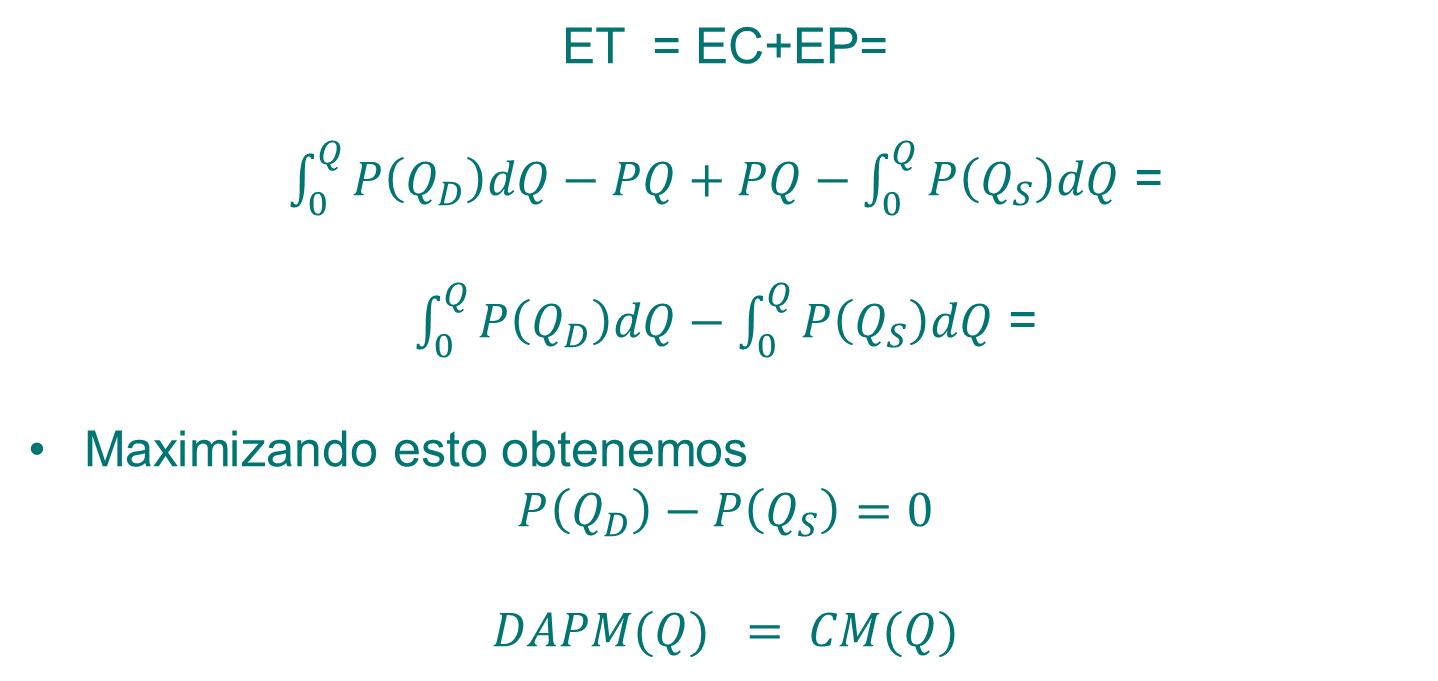 ET = EC+EP=
∫₀^Q P(Q_D)dQ − PQ + PQ − ∫₀^Q P(Q_S)dQ =
∫₀^Q P(Q_D)dQ − ∫₀^Q P(Q_S)dQ =
• Maximizando esto obtenemos
P(Q_D) − P(Q_S) = 0
DAPM(Q) = CM(Q)